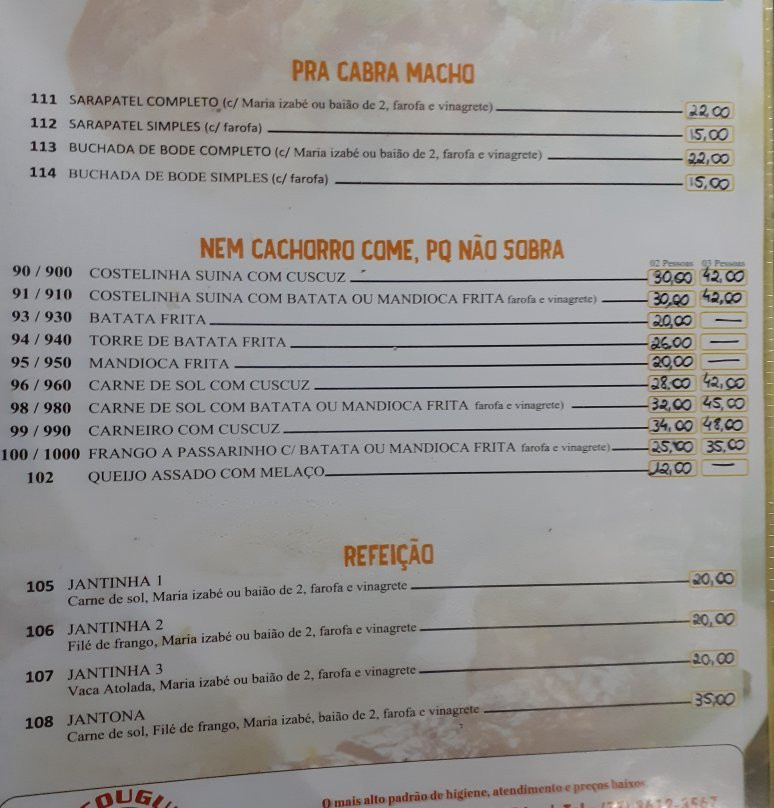 PRA CABRA MACHO
111 SARAPATEL COMPLETO (c/ Maria izabé ou baião de 2, farofa e vinagrete) 22,00
112 SARAPATEL SIMPLES (c/ farofa) 15,00
113 BUCHADA DE BODE COMPLETO (c/ Maria izabé ou baião de 2, farofa e vinagrete) 22,00
114 BUCHADA DE BODE SIMPLES (c/ farofa) 15,00
NEM CACHORRO COME, PQ NÃO SOBRA
02 Pessoas 03 Pessoas
90 / 900 COSTELINHA SUINA COM CUSCUZ 30,00 42,00
91 / 910 COSTELINHA SUINA COM BATATA OU MANDIOCA FRITA farofa e vinagrete) 30,00 42,00
93 / 930 BATATA FRITA 20,00 —
94 / 940 TORRE DE BATATA FRITA 26,00 —
95 / 950 MANDIOCA FRITA 20,00 —
96 / 960 CARNE DE SOL COM CUSCUZ 28,00 42,00
98 / 980 CARNE DE SOL COM BATATA OU MANDIOCA FRITA farofa e vinagrete) 32,00 45,00
99 / 990 CARNEIRO COM CUSCUZ 34,00 48,00
100 / 1000 FRANGO A PASSARINHO C/ BATATA OU MANDIOCA FRITA farofa e vinagrete) 25,00 35,00
102 QUEIJO ASSADO COM MELAÇO 12,00 —
REFEIÇÃO
105 JANTINHA 1 20,00
Carne de sol, Maria izabé ou baião de 2, farofa e vinagrete
106 JANTINHA 2 20,00
Filé de frango, Maria izabé ou baião de 2, farofa e vinagrete
107 JANTINHA 3 20,00
Vaca Atolada, Maria izabé ou baião de 2, farofa e vinagrete
108 JANTONA 35,00
Carne de sol, Filé de frango, Maria izabé, baião de 2, farofa e vinagrete
O mais alto padrão de higiene, atendimento e preços baixos